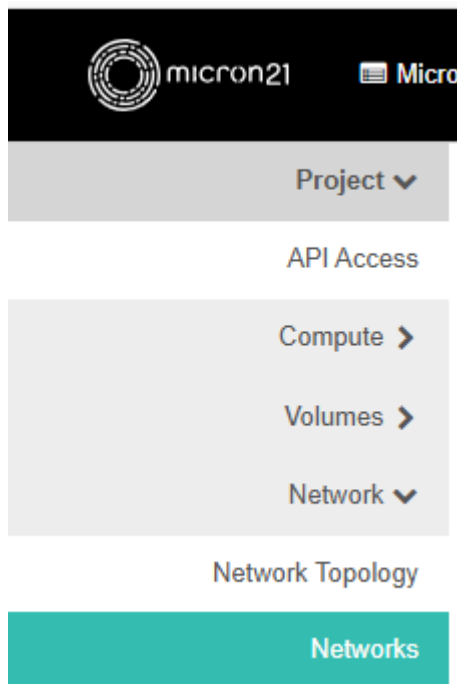 micron21 Micro
Project
API Access
Compute
Volumes
Network
Network Topology
Networks